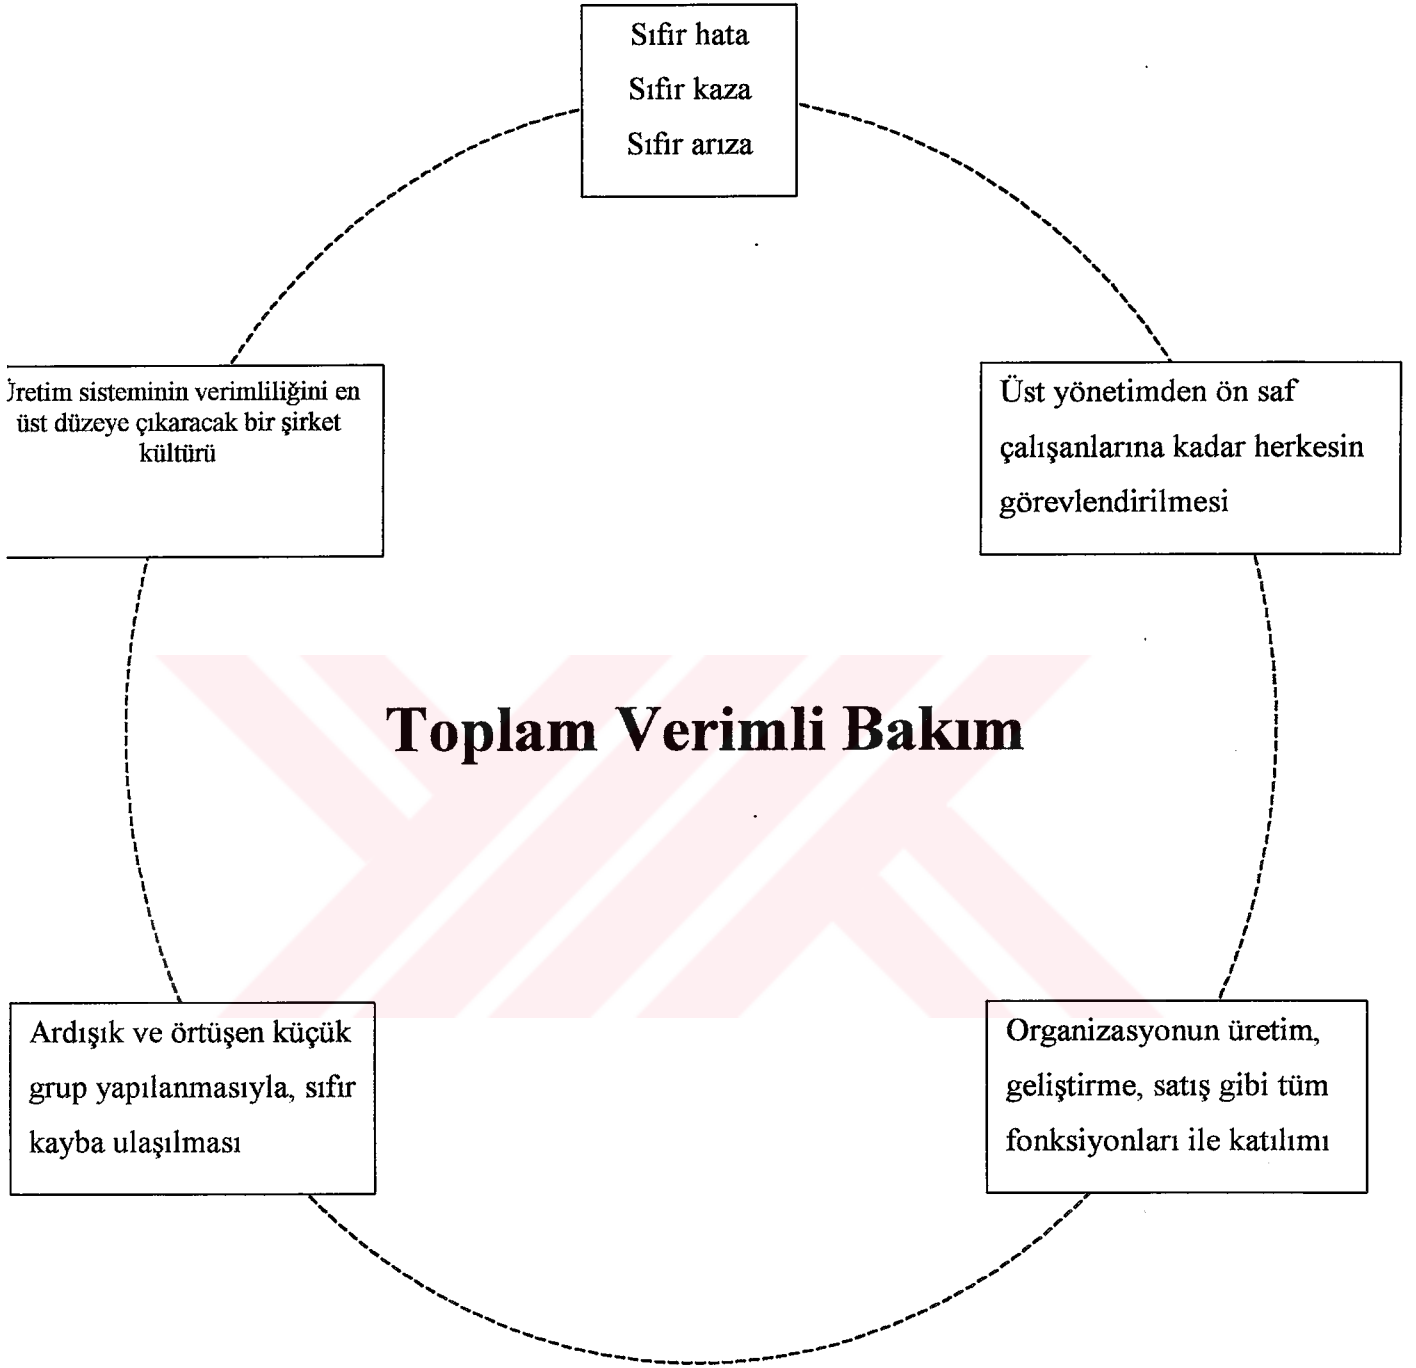 Sıfır hata
Sıfır kaza
Sıfır arıza
Üretim sisteminin verimliliğini en
üst düzeye çıkaracak bir şirket
kültürü
Üst yönetimden ön saf
çalışanlarına kadar herkesin
görevlendirilmesi
Toplam Verimli Bakım
Ardışık ve örtüşen küçük
grup yapılanmasıyla, sıfır
kayba ulaşılması
Organizasyonun üretim,
geliştirme, satış gibi tüm
fonksiyonları ile katılımı